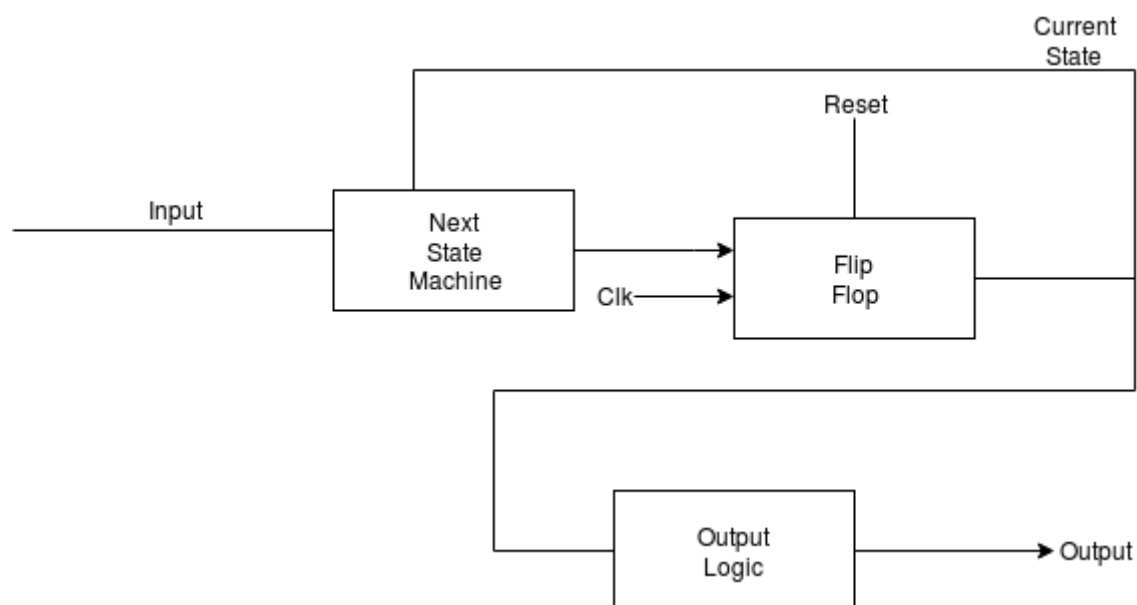 Current
State
Reset
Input
Next
State
Machine
Flip
Flop
Clk
Output
Logic
Output